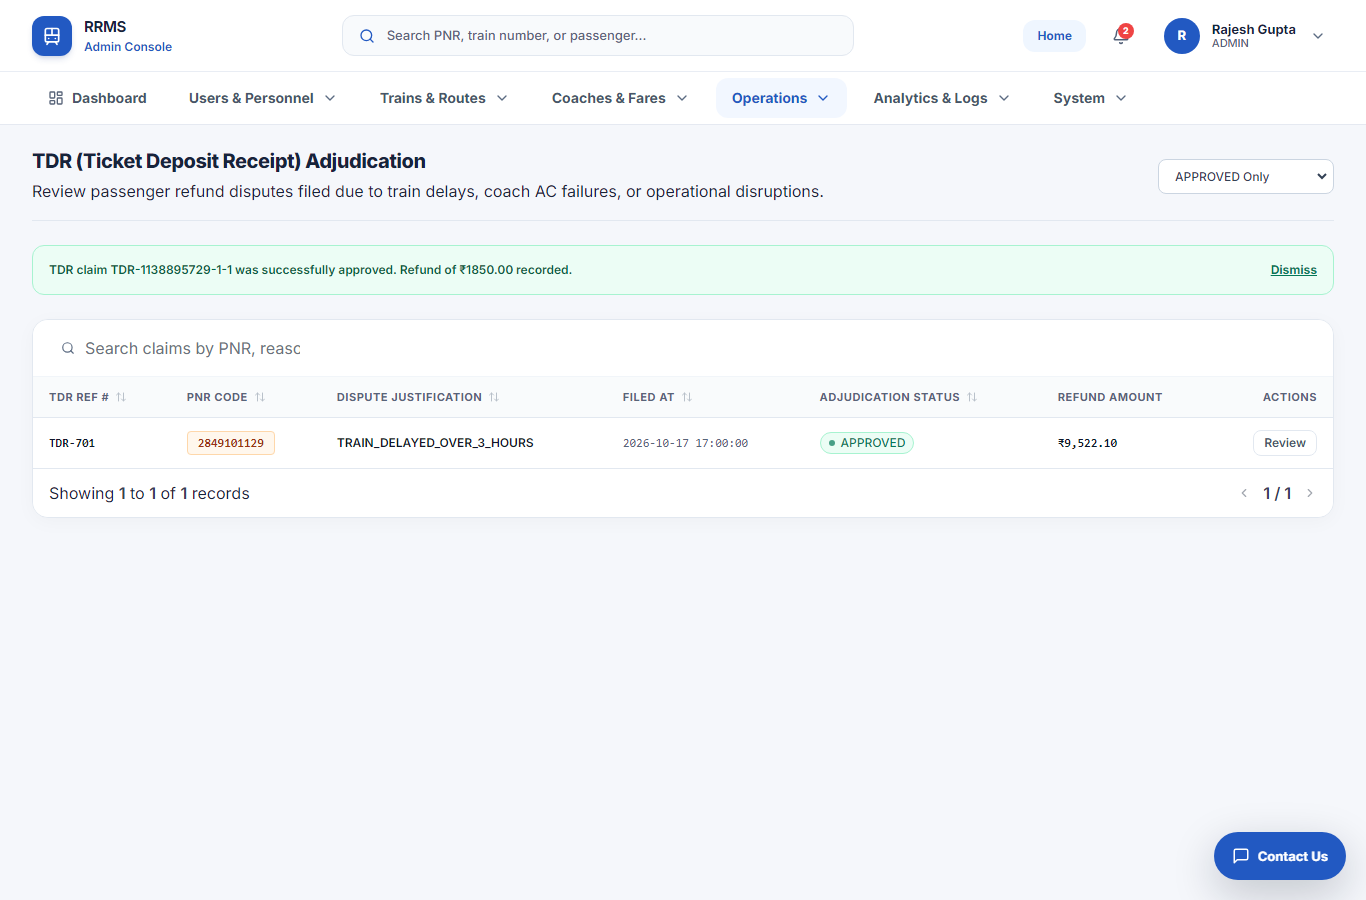 RRMS
Admin Console
Search PNR, train number, or passenger...
Home
2
R
Rajesh Gupta
ADMIN
Dashboard
Users & Personnel
Trains & Routes
Coaches & Fares
Operations
Analytics & Logs
System
TDR (Ticket Deposit Receipt) Adjudication
Review passenger refund disputes filed due to train delays, coach AC failures, or operational disruptions.
APPROVED Only
TDR claim TDR-1138895729-1-1 was successfully approved. Refund of ₹1850.00 recorded.
Dismiss
Search claims by PNR, reasc
TDR REF # PNR CODE DISPUTE JUSTIFICATION FILED AT ADJUDICATION STATUS REFUND AMOUNT ACTIONS
TDR-701 2849101129 TRAIN_DELAYED_OVER_3_HOURS 2026-10-17 17:00:00 APPROVED ₹9,522.10 Review
Showing 1 to 1 of 1 records
1 / 1
Contact Us